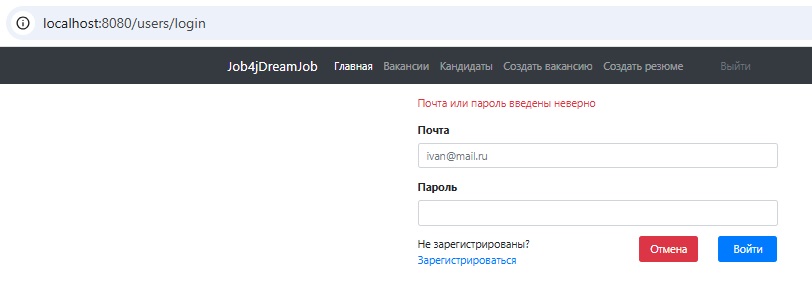 localhost:8080/users/login
Job4jDreamJob Главная Вакансии Кандидаты Создать вакансию Создать резюме Выйти
Почта или пароль введены неверно
Почта
ivan@mail.ru
Пароль
Не зарегистрированы? Отмена Войти
Зарегистрироваться